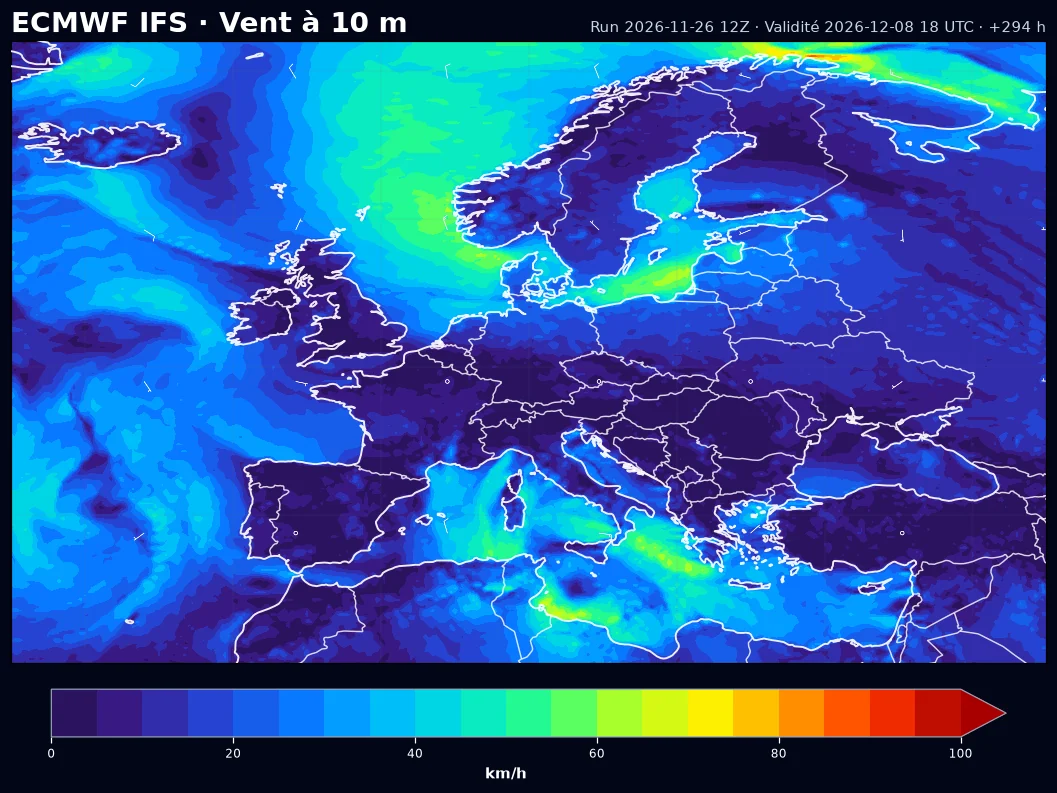 ECMWF IFS · Vent à 10 m
Run 2026-11-26 12Z · Validité 2026-12-08 18 UTC · +294 h
0 20 40 60 80 100
km/h